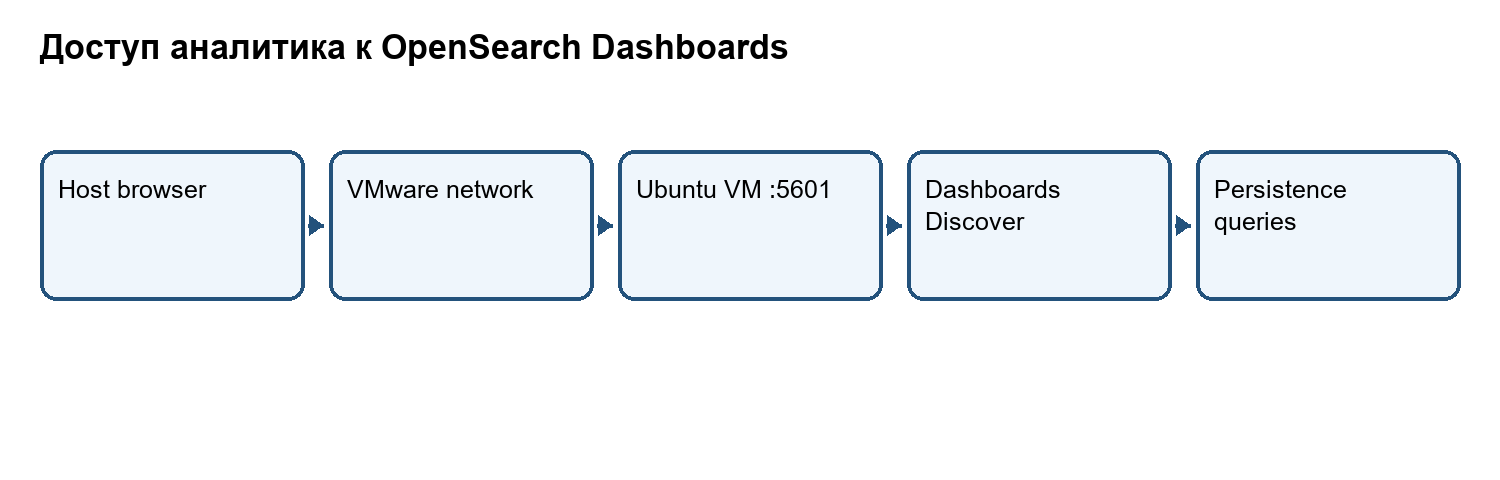 Доступ аналитика к OpenSearch Dashboards
Host browser
VMware network
Ubuntu VM :5601
Dashboards
Discover
Persistence
queries